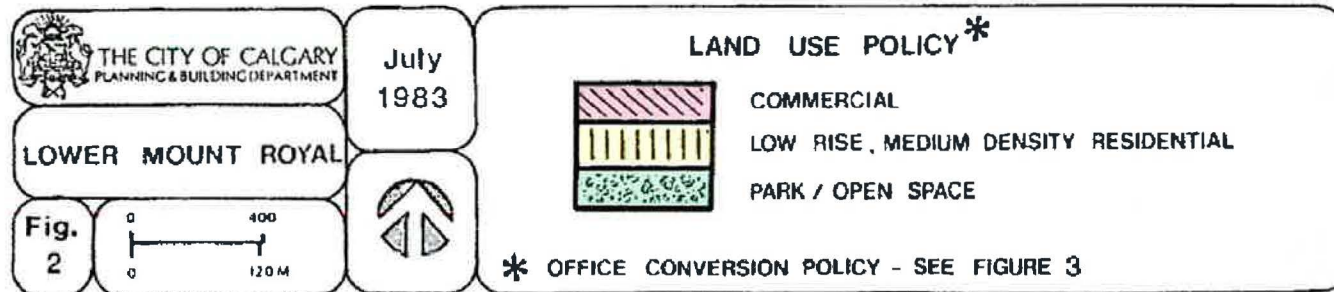 THE CITY OF CALGARY
PLANNING & BUILDING DEPARTMENT
LOWER MOUNT ROYAL
Fig.
2
0 400
0 120 M
July
1983
LAND USE POLICY*
COMMERCIAL
LOW RISE, MEDIUM DENSITY RESIDENTIAL
PARK / OPEN SPACE
* OFFICE CONVERSION POLICY - SEE FIGURE 3